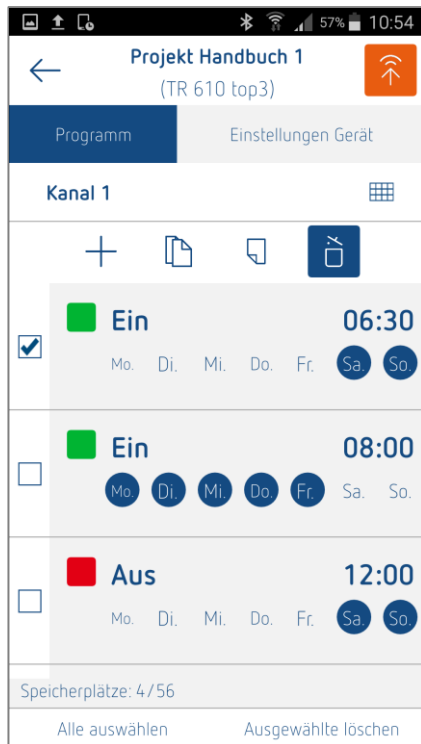 57% 10:54
Projekt Handbuch 1
(TR 610 top3)
Programm Einstellungen Gerät
Kanal 1
Ein 06:30
Mo. Di. Mi. Do. Fr. Sa. So.
Ein 08:00
Mo. Di. Mi. Do. Fr. Sa. So.
Aus 12:00
Mo. Di. Mi. Do. Fr. Sa. So.
Speicherplätze: 4/56
Alle auswählen Ausgewählte löschen